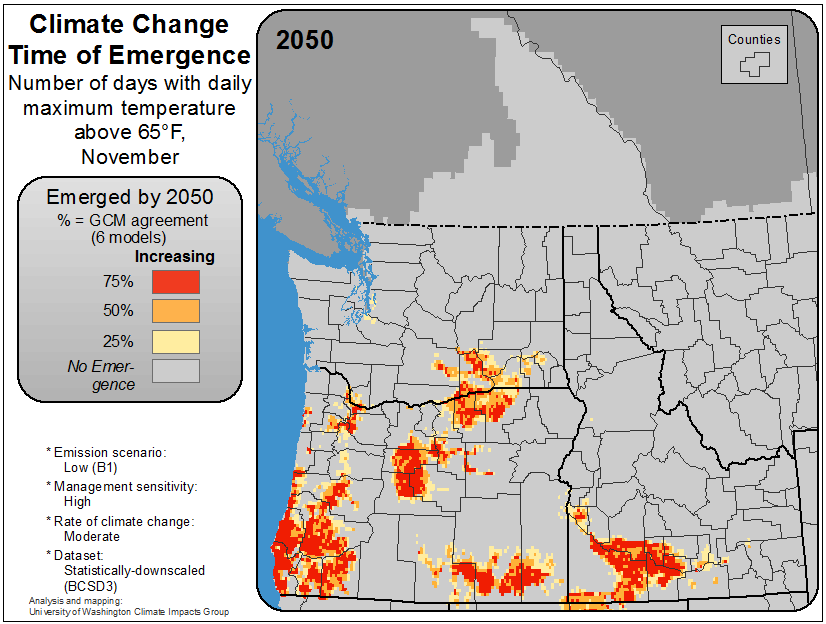 Climate Change
Time of Emergence
Number of days with daily
maximum temperature
above 65°F,
November
Emerged by 2050
% = GCM agreement
(6 models)
Increasing
75%
50%
25%
No Emer-
gence
* Emission scenario:
Low (B1)
* Management sensitivity:
High
* Rate of climate change:
Moderate
* Dataset:
Statistically-downscaled
(BCSD3)
Analysis and mapping:
University of Washington Climate Impacts Group
2050
Counties